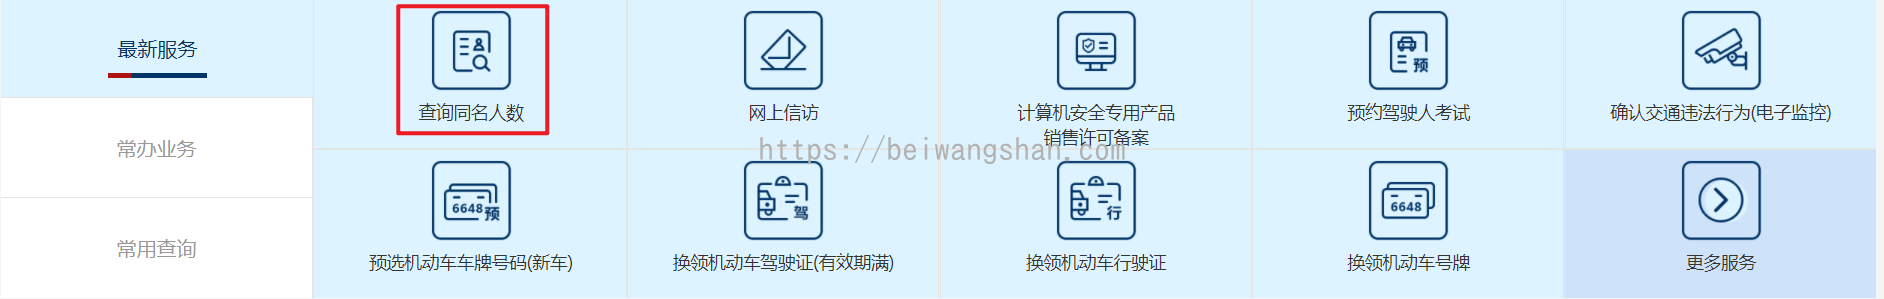 最新服务
常办业务
常用查询
查询同名人数
网上信访
计算机安全专用产品
销售许可备案
预
预约驾驶人考试
确认交通违法行为(电子监控)
https://beiwangshan.com
6648预
预选机动车车牌号码(新车)
驾
换领机动车驾驶证(有效期满)
行
换领机动车行驶证
6648
换领机动车号牌
更多服务